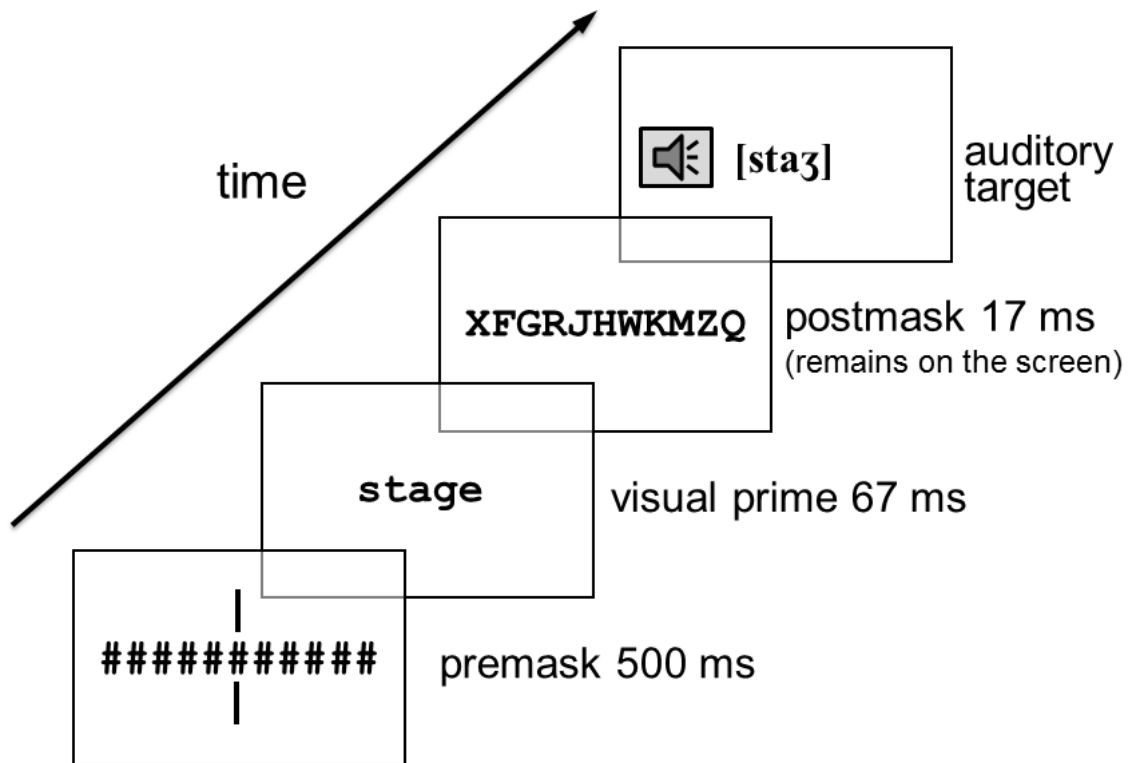 time
[staʒ]
auditory
target
XFGRJHWKMZQ
postmask 17 ms
(remains on the screen)
stage
visual prime 67 ms
###########
premask 500 ms